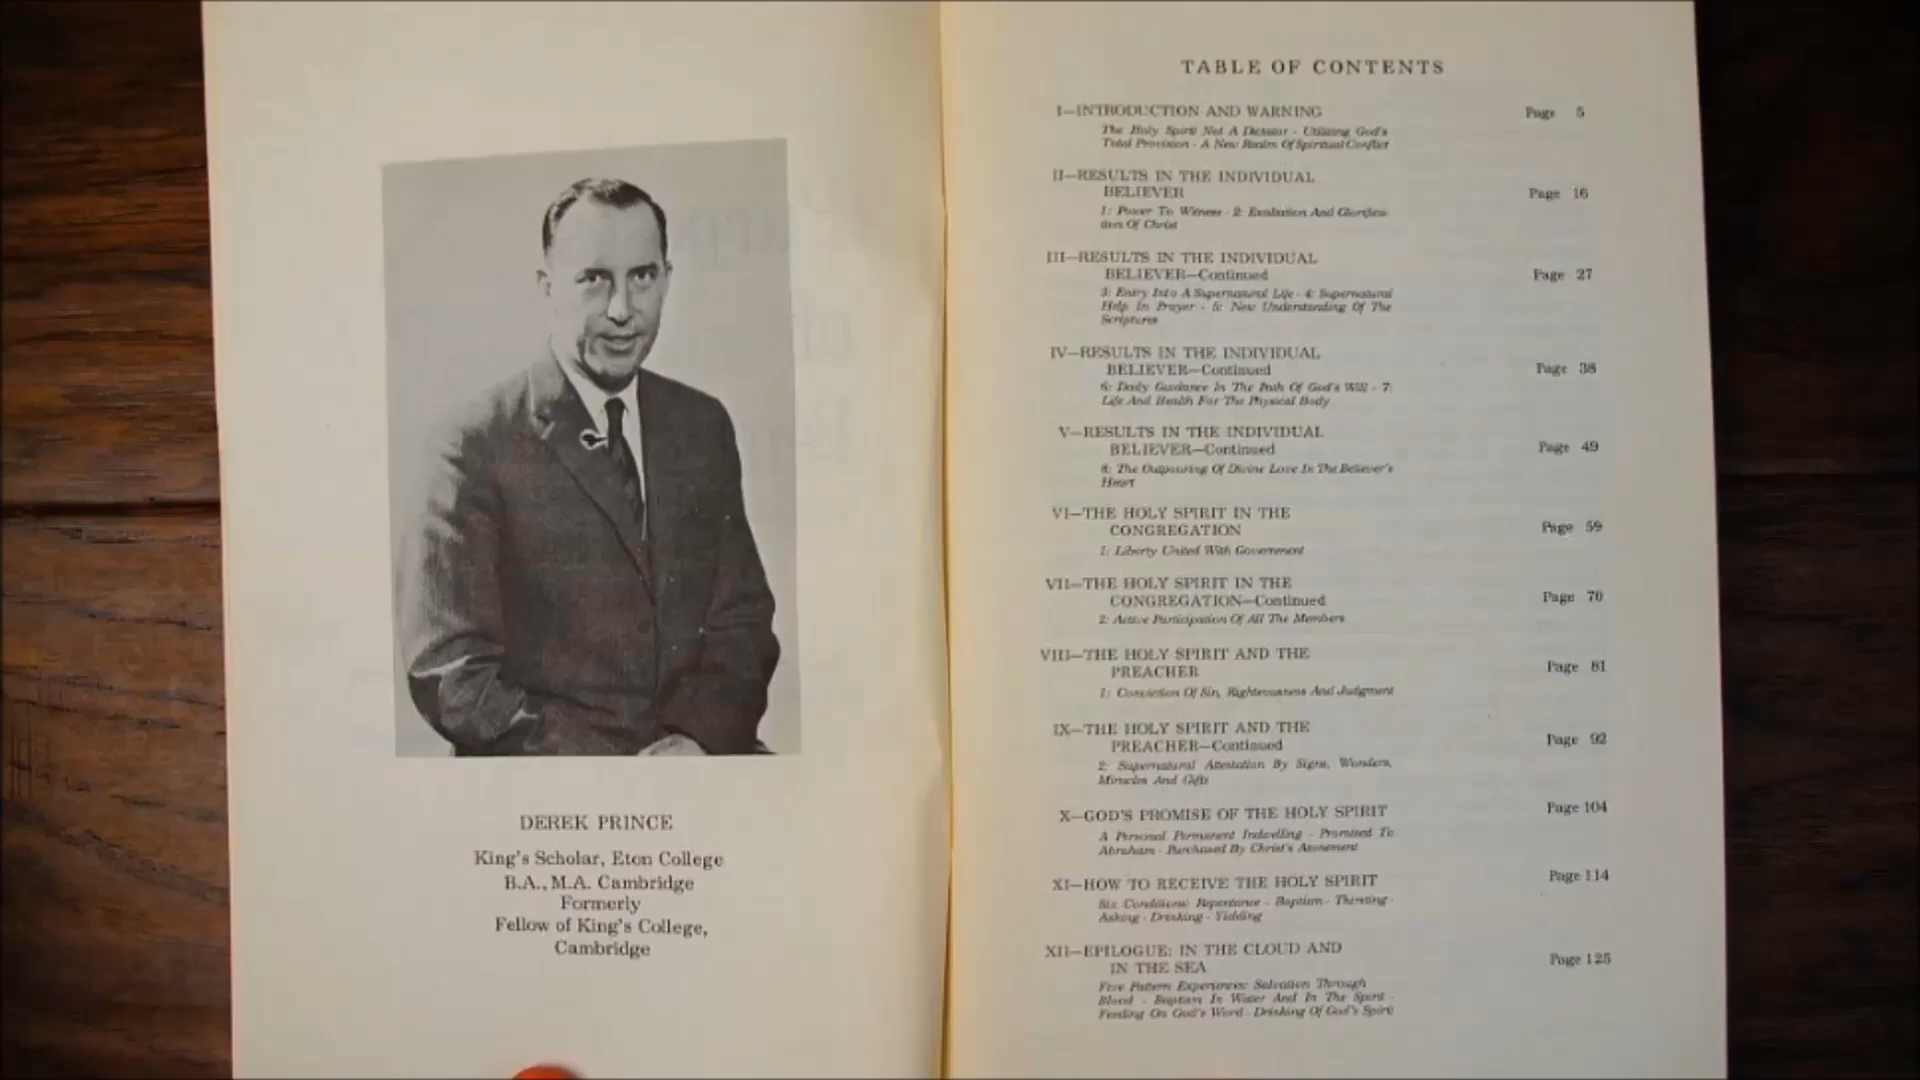 DEREK PRINCE
King's Scholar, Eton College
B.A., M.A. Cambridge
Formerly
Fellow of King's College,
Cambridge
TABLE OF CONTENTS
I—INTRODUCTION AND WARNING Page 5
The Holy Spirit Not A Dictator - Utilizing God's
Total Provision - A New Realm Of Spiritual Conflict
II—RESULTS IN THE INDIVIDUAL
BELIEVER Page 16
1: Power To Witness - 2: Exaltation And Glorifica-
tion Of Christ
III—RESULTS IN THE INDIVIDUAL
BELIEVER—Continued Page 27
3: Entry Into A Supernatural Life - 4: Supernatural
Help In Prayer - 5: New Understanding Of The
Scriptures
IV—RESULTS IN THE INDIVIDUAL
BELIEVER—Continued Page 38
6: Daily Guidance In The Path Of God's Will - 7:
Life And Health For The Physical Body
V—RESULTS IN THE INDIVIDUAL
BELIEVER—Continued Page 49
8: The Outpouring Of Divine Love In The Believer's
Heart
VI—THE HOLY SPIRIT IN THE
CONGREGATION Page 59
1: Liberty United With Government
VII—THE HOLY SPIRIT IN THE
CONGREGATION—Continued Page 70
2: Active Participation Of All The Members
VIII—THE HOLY SPIRIT AND THE
PREACHER Page 81
1: Conviction Of Sin, Righteousness And Judgment
IX—THE HOLY SPIRIT AND THE
PREACHER—Continued Page 92
2: Supernatural Attestation By Signs, Wonders,
Miracles And Gifts
X—GOD'S PROMISE OF THE HOLY SPIRIT Page 104
A Personal Permanent Indwelling - Promised To
Abraham - Purchased By Christ's Atonement
XI—HOW TO RECEIVE THE HOLY SPIRIT Page 114
Six Conditions: Repentance - Baptism - Thirsting -
Asking - Drinking - Yielding
XII—EPILOGUE: IN THE CLOUD AND
IN THE SEA Page 125
Five Pattern Experiences: Salvation Through
Blood - Baptism In Water And In The Spirit -
Feeding On God's Word - Drinking Of God's Spirit